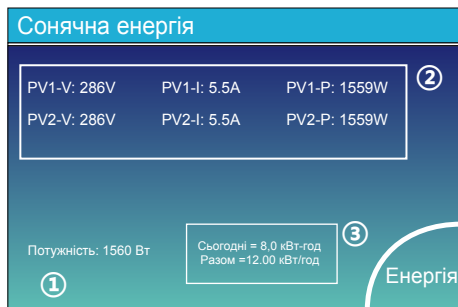 Сонячна енергія
PV1-V: 286V PV1-I: 5.5A PV1-P: 1559W
②
PV2-V: 286V PV2-I: 5.5A PV2-P: 1559W
Потужність: 1560 Вт
Сьогодні = 8,0 кВт-год
Разом =12.00 кВт/год
③
①
Енергія